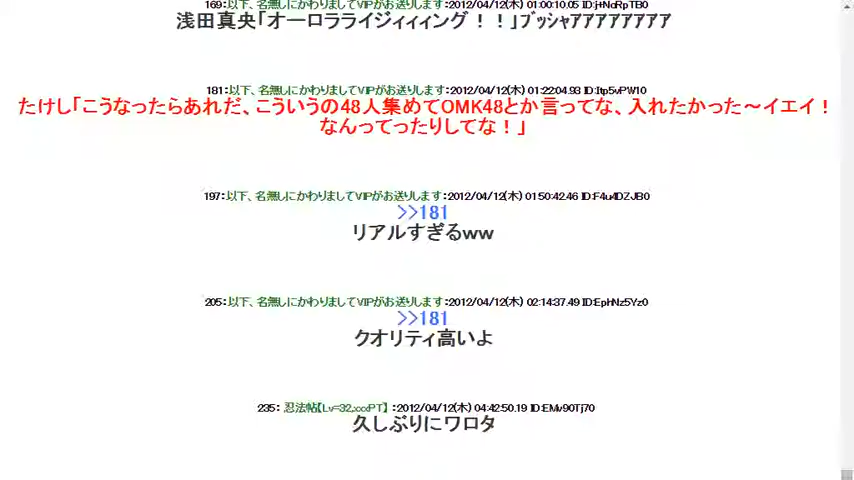 169：以下、名無しにかわりましてVIPがお送りします：2012/04/12(木) 01:00:10.05 ID:j+NoRpTB0
浅田真央「オーロラライジィィィング！！」ﾌﾞｯｼｬｱｱｱｱｱｱｱｱ
181：以下、名無しにかわりましてVIPがお送りします：2012/04/12(木) 01:22:04.93 ID:Itp5vPW10
たけし「こうなったらあれだ、こういうの48人集めてOMK48とか言ってな、入れたかった～イエイ！
なんってったりしてな！」
197：以下、名無しにかわりましてVIPがお送りします：2012/04/12(木) 01:50:42.46 ID:F4u4DZJB0
>>181
リアルすぎるww
205：以下、名無しにかわりましてVIPがお送りします：2012/04/12(木) 02:14:37.49 ID:EphNz5Yz0
>>181
クオリティ高いよ
235： 忍法帖【Lv=32,xxxPT】 ：2012/04/12(木) 04:42:50.19 ID:EMv90Tj70
久しぶりにワロタ